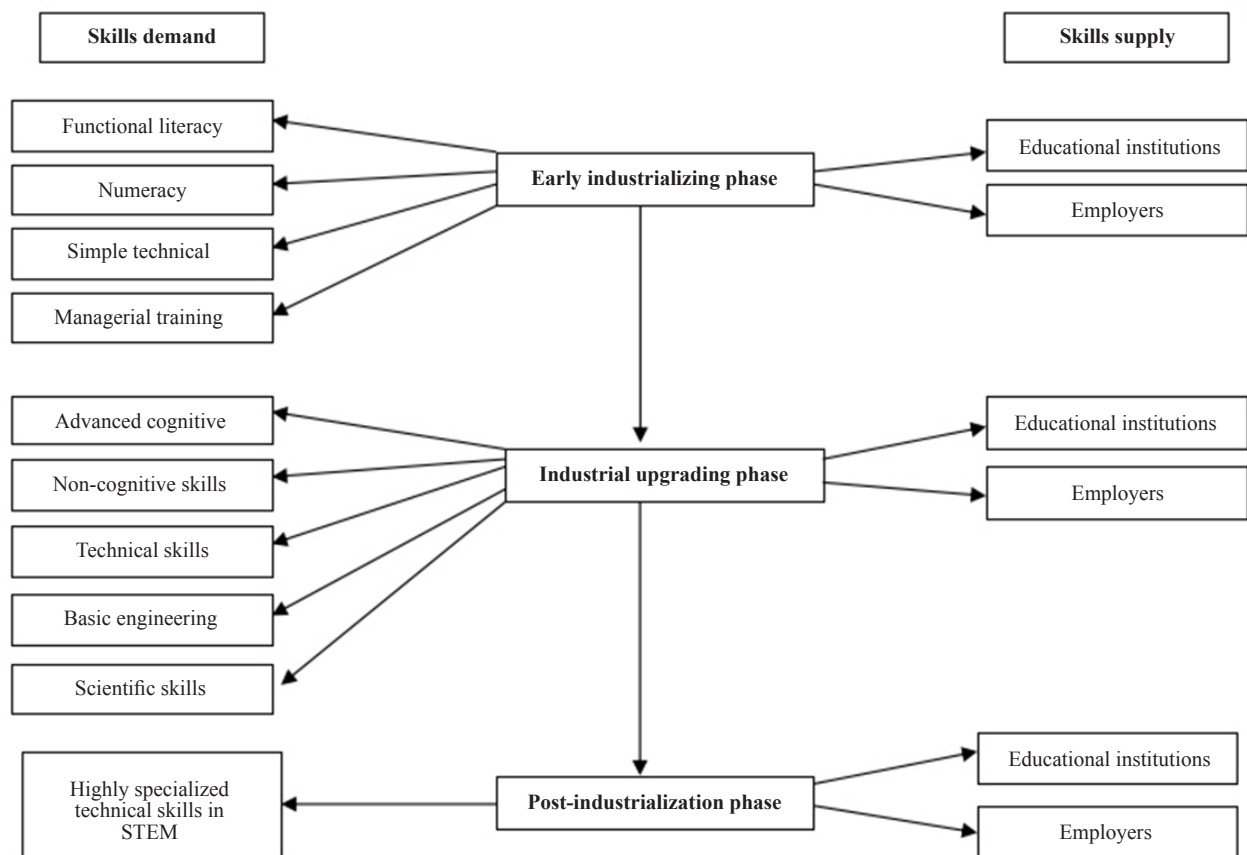 Skills demand
Skills supply
Functional literacy
Numeracy
Simple technical
Managerial training
Early industrializing phase
Educational institutions
Employers
Advanced cognitive
Non-cognitive skills
Technical skills
Basic engineering
Scientific skills
Industrial upgrading phase
Educational institutions
Employers
Highly specialized
technical skills in
STEM
Post-industrialization phase
Educational institutions
Employers